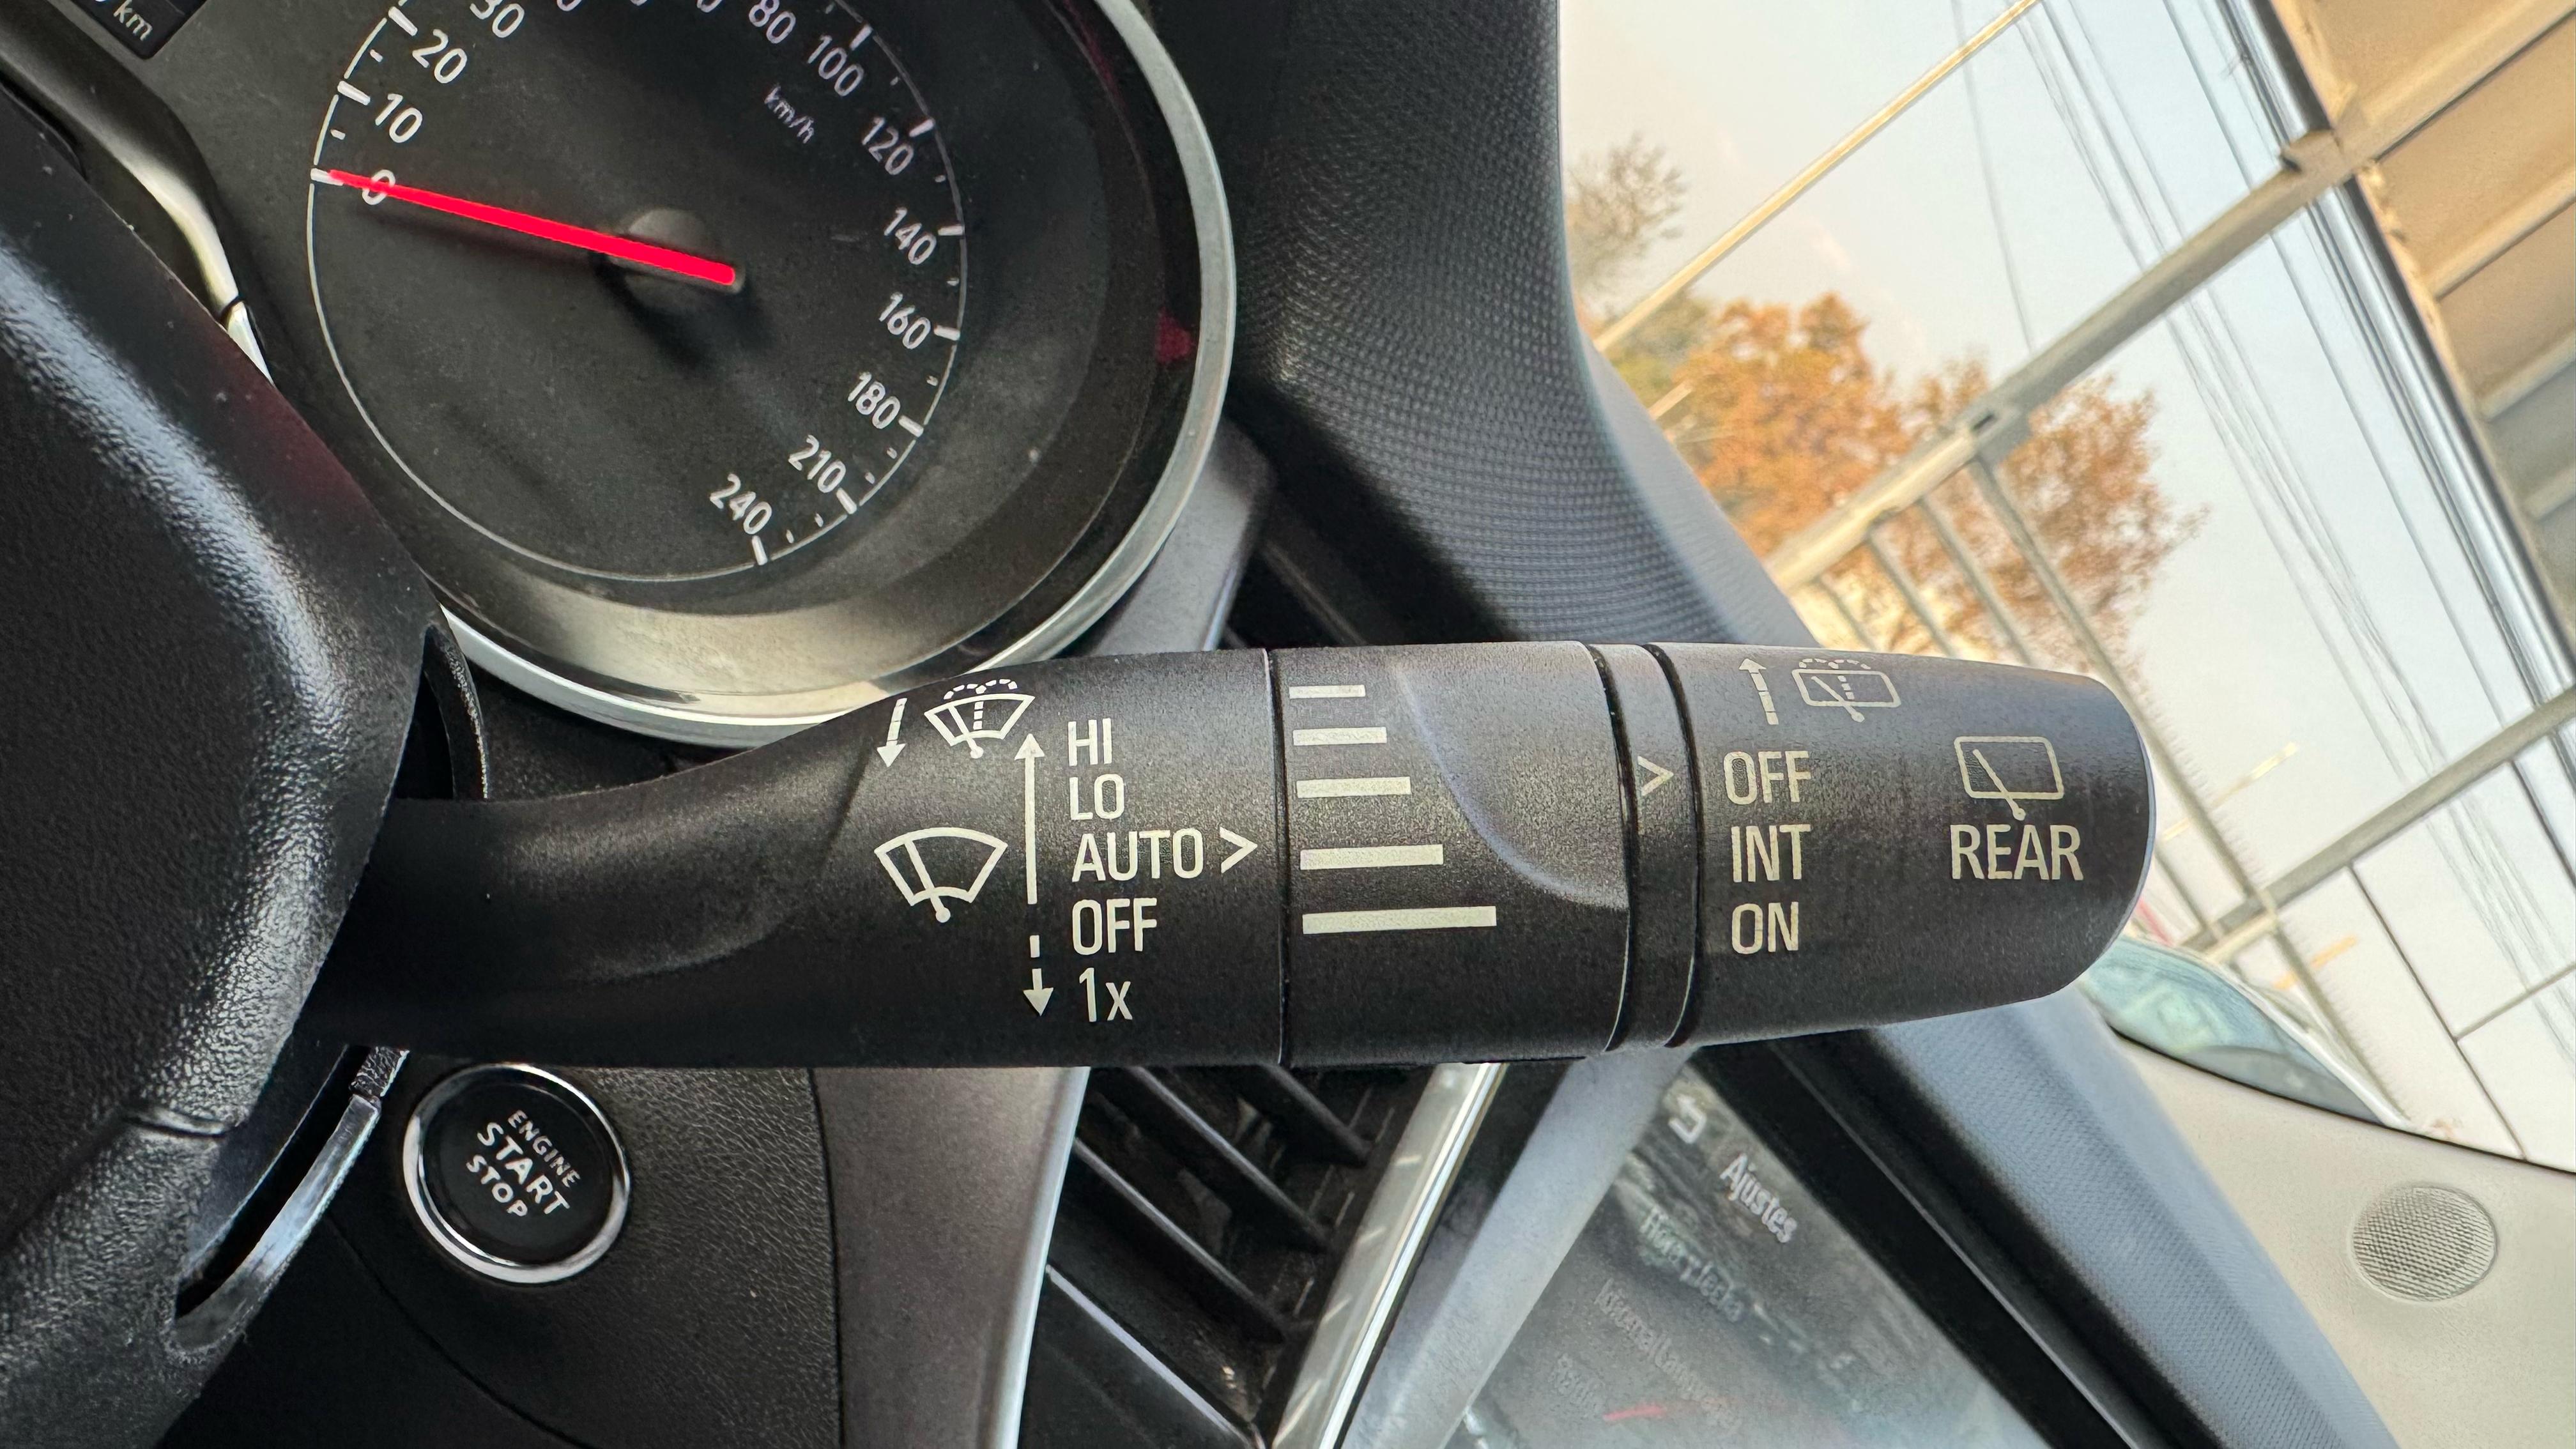 km
0
10
20
30
80
100
120
140
160
180
210
240
km/h
HI
LO
AUTO >
OFF
1x
>
OFF
INT
ON
REAR
ENGINE
START
STOP
Ajustes